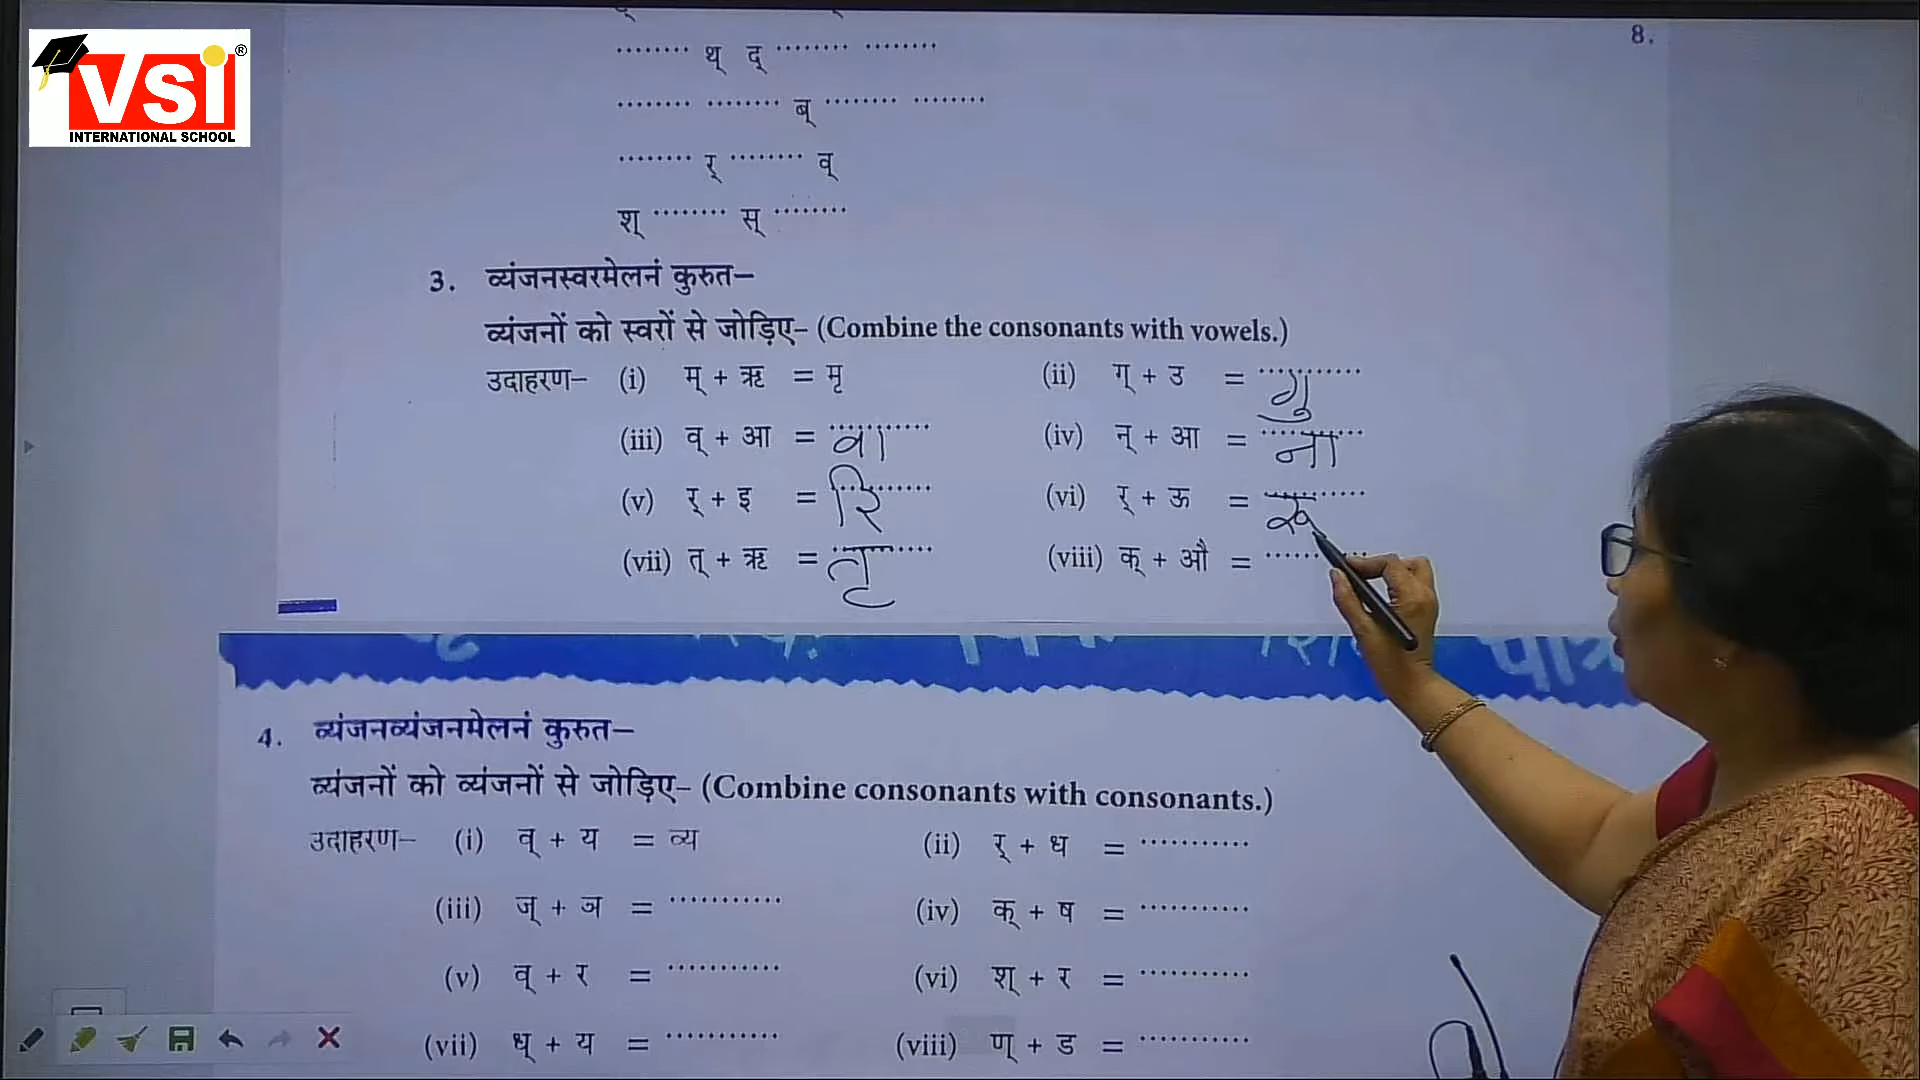 VSI®
INTERNATIONAL SCHOOL
8.
........ थ् द् ........ ........
........ ........ ब् ........ ........
........ र् ........ व्
श् ........ स् ........
3. व्यंजनस्वरमेलनं कुरुत–
व्यंजनों को स्वरों से जोड़िए– (Combine the consonants with vowels.)
उदाहरण– (i) म् + ऋ = मृ (ii) ग् + उ = गु
(iii) व् + आ = वा (iv) न् + आ = ना
(v) र् + इ = रि (vi) र् + ऊ = रू
(vii) त् + ऋ = तृ (viii) क् + औ = ........
4. व्यंजनव्यंजनमेलनं कुरुत–
व्यंजनों को व्यंजनों से जोड़िए– (Combine consonants with consonants.)
उदाहरण– (i) व् + य = व्य (ii) र् + ध = ...........
(iii) ज् + ञ = ........... (iv) क् + ष = ...........
(v) व् + र = ........... (vi) श् + र = ...........
(vii) ध् + य = ........... (viii) ण् + ड = ...........